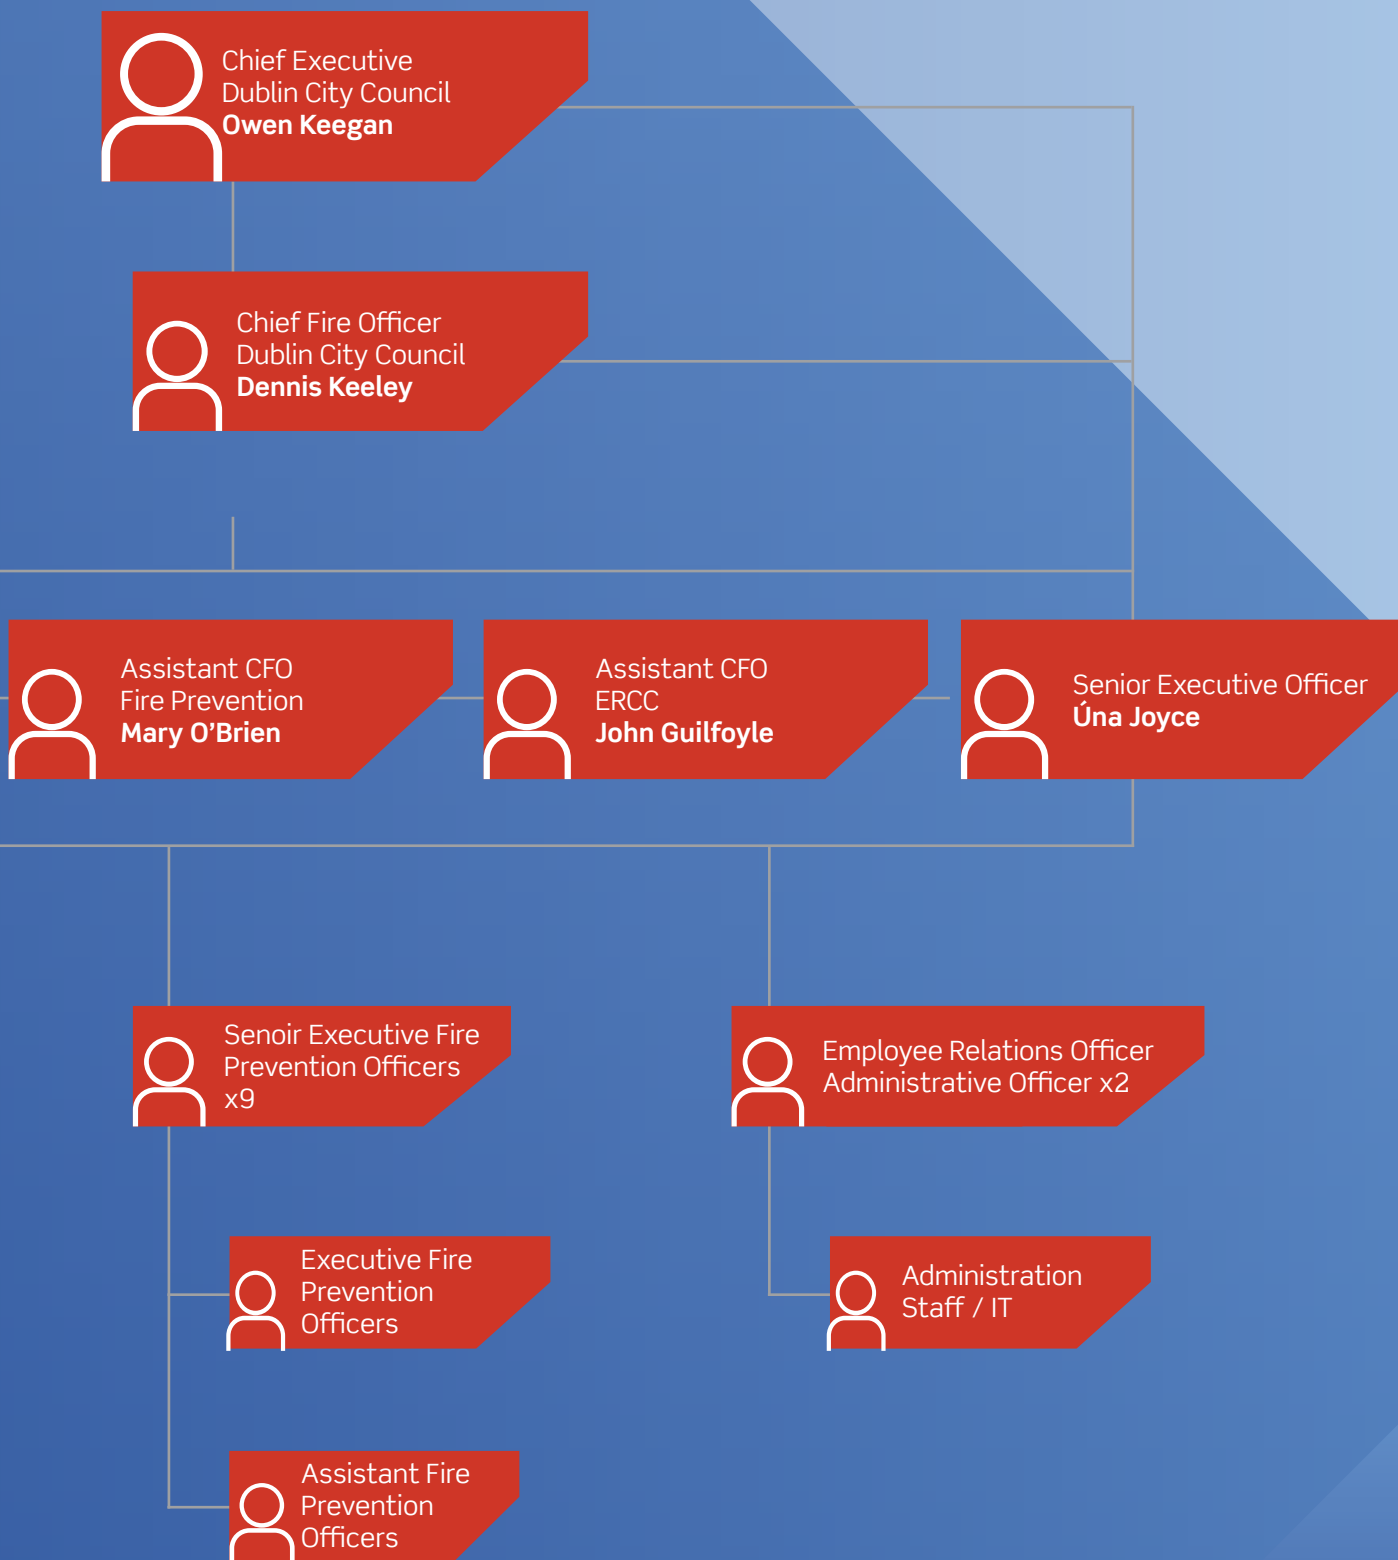 Chief Executive
Dublin City Council
Owen Keegan
Chief Fire Officer
Dublin City Council
Dennis Keeley
Assistant CFO
Fire Prevention
Mary O’Brien
Assistant CFO
ERCC
John Guilfoyle
Senior Executive Officer
Úna Joyce
Senoir Executive Fire
Prevention Officers
x9
Employee Relations Officer
Administrative Officer x2
Executive Fire
Prevention
Officers
Administration
Staff / IT
Assistant Fire
Prevention
Officers